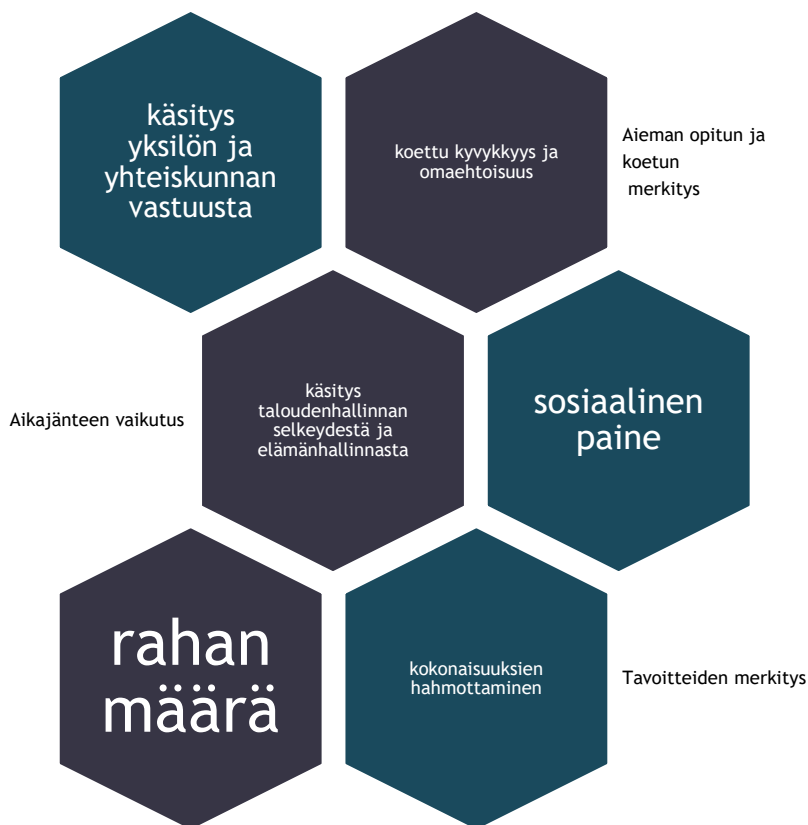 käsitys
yksilön ja
yhteiskunnan
vastuusta
koettu kyvykkyys ja
omaehtoisuus
Aieman opitun ja
koetun
merkitys
Aikajänteen vaikutus
käsitys
taloudenhallinnan
selkeydestä ja
elämänhallinnasta
sosiaalinen
paine
rahan
määrä
kokonaisuuksien
hahmottaminen
Tavoitteiden merkitys